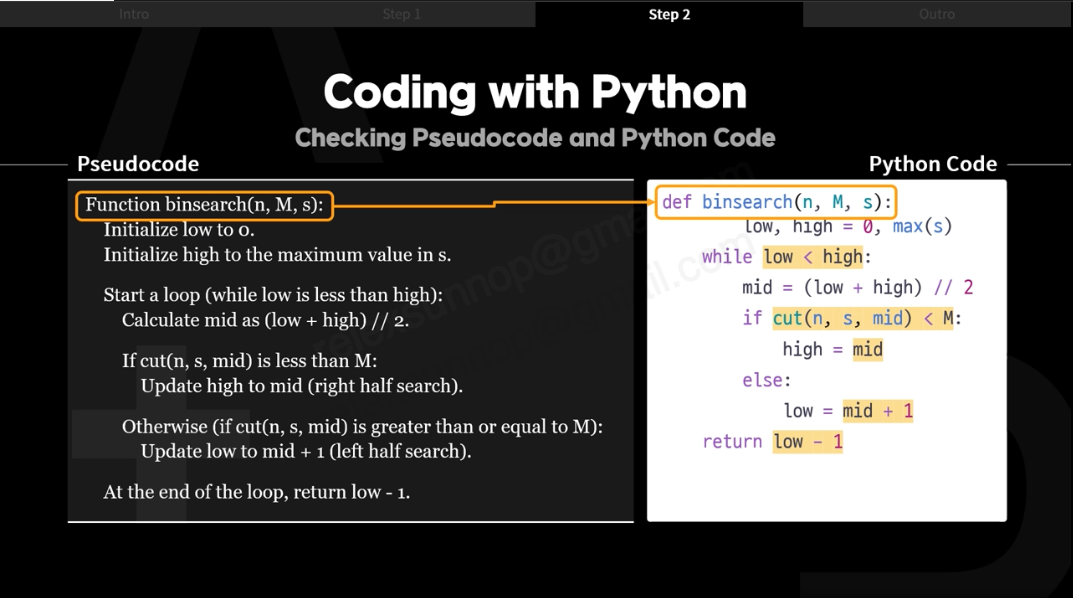 Intro
Step 1
Step 2
Outro
Coding with Python
Checking Pseudocode and Python Code
Pseudocode
Function binsearch(n, M, s):
Initialize low to 0.
Initialize high to the maximum value in s.
Start a loop (while low is less than high):
Calculate mid as (low + high) // 2.
If cut(n, s, mid) is less than M:
Update high to mid (right half search).
Otherwise (if cut(n, s, mid) is greater than or equal to M):
Update low to mid + 1 (left half search).
At the end of the loop, return low - 1.
Python Code
def binsearch(n, M, s):
low, high = 0, max(s)
while low < high:
mid = (low + high) // 2
if cut(n, s, mid) < M:
high = mid
else:
low = mid + 1
return low - 1